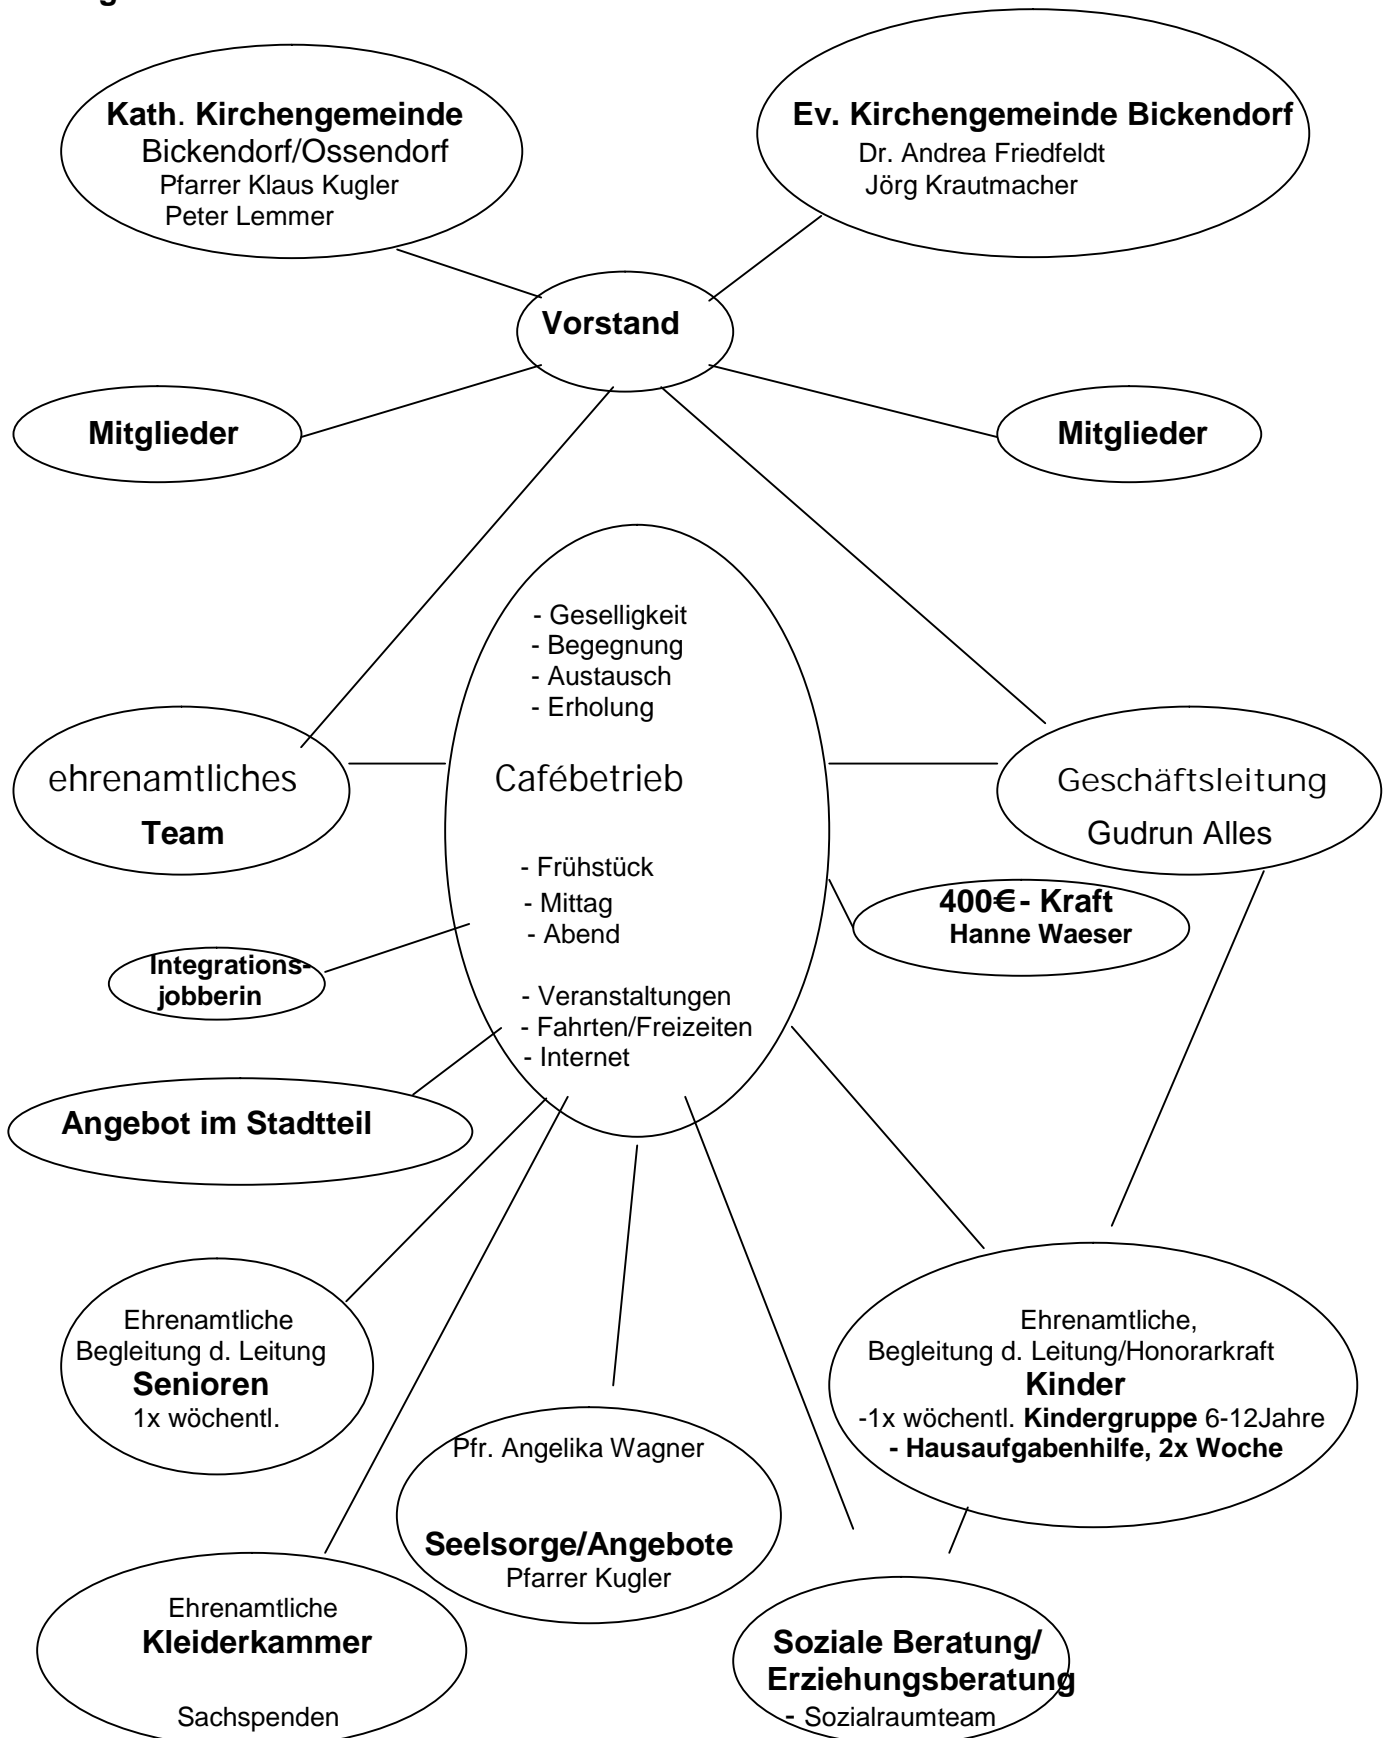 Kath. Kirchengemeinde
Bickendorf/Ossendorf
Pfarrer Klaus Kugler
Peter Lemmer
Ev. Kirchengemeinde Bickendorf
Dr. Andrea Friedfeldt
Jörg Krautmacher
Vorstand
Mitglieder
Mitglieder
- Geselligkeit
- Begegnung
- Austausch
- Erholung
ehrenamtliches
Team
Cafébetrieb
Geschäftsleitung
Gudrun Alles
- Frühstück
- Mittag
- Abend
400€- Kraft
Hanne Waeser
Integrations-
jobberin
- Veranstaltungen
- Fahrten/Freizeiten
- Internet
Angebot im Stadtteil
Ehrenamtliche
Begleitung d. Leitung
Senioren
1x wöchentl.
Ehrenamtliche,
Begleitung d. Leitung/Honorarkraft
Kinder
-1x wöchentl. Kindergruppe 6-12Jahre
- Hausaufgabenhilfe, 2x Woche
Pfr. Angelika Wagner
Seelsorge/Angebote
Pfarrer Kugler
Ehrenamtliche
Kleiderkammer
Sachspenden
Soziale Beratung/
Erziehungsberatung
- Sozialraumteam